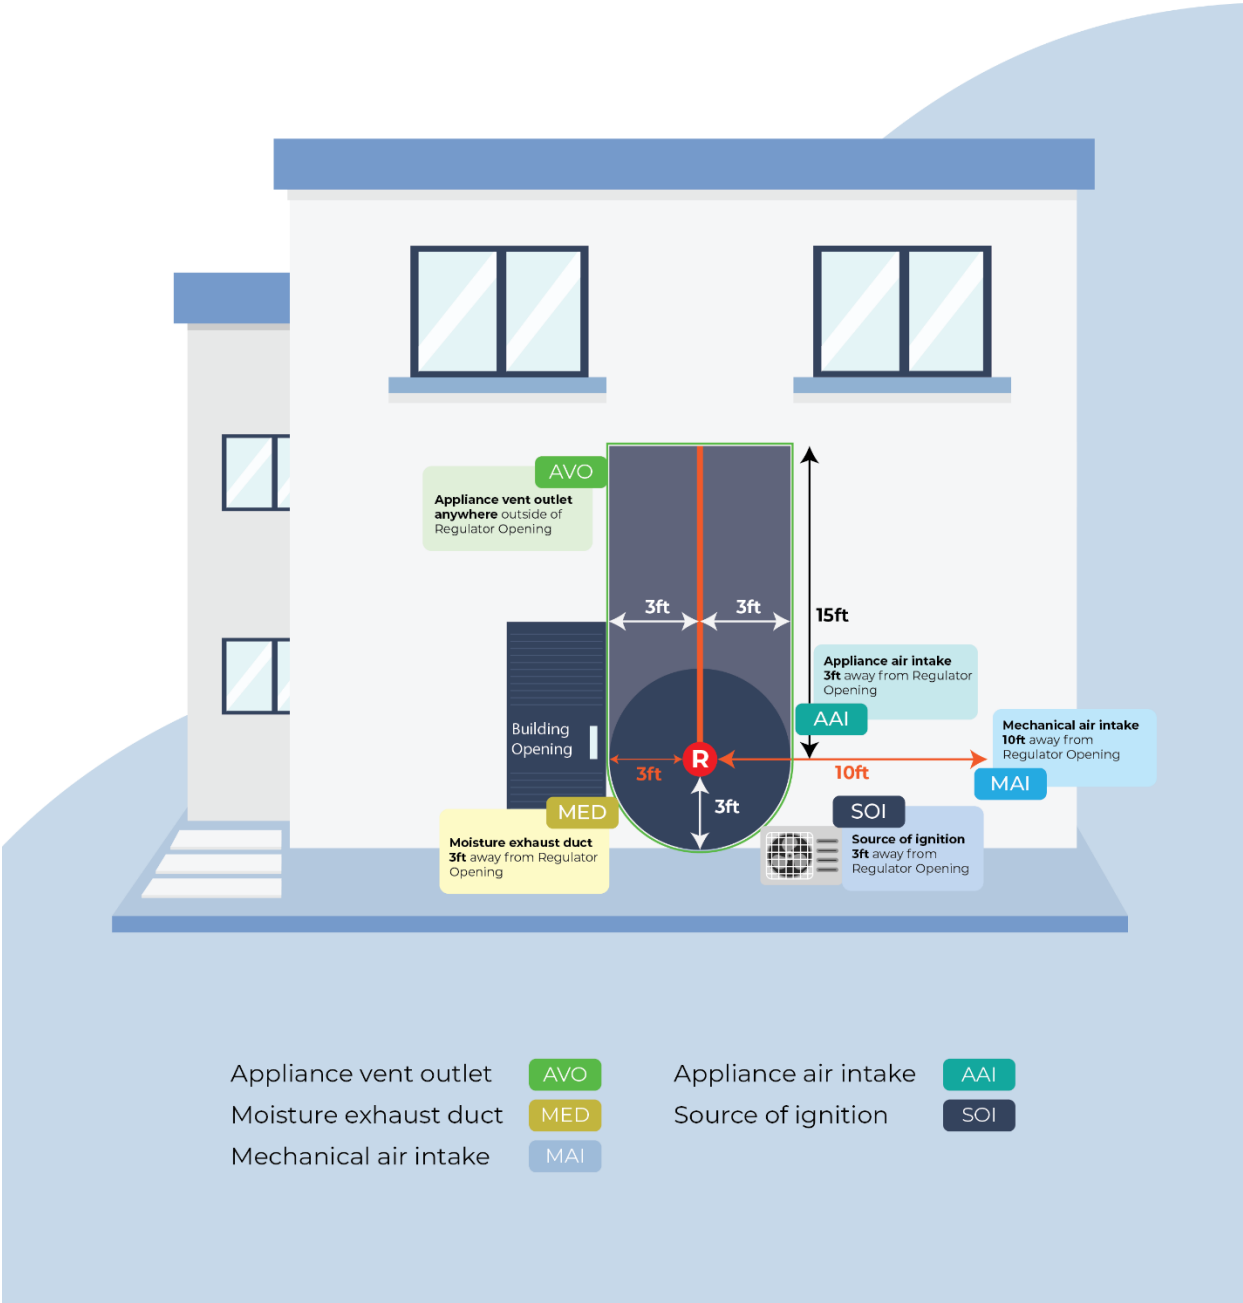 AVO
Appliance vent outlet
anywhere outside of
Regulator Opening
3ft
3ft
15ft
Appliance air intake
3ft away from Regulator
Opening
AAI
Building
Opening
R
3ft
10ft
Mechanical air intake
10ft away from
Regulator Opening
MAI
3ft
MED
Moisture exhaust duct
3ft away from Regulator
Opening
SOI
Source of ignition
3ft away from
Regulator Opening
Appliance vent outlet AVO
Moisture exhaust duct MED
Mechanical air intake MAI
Appliance air intake AAI
Source of ignition SOI